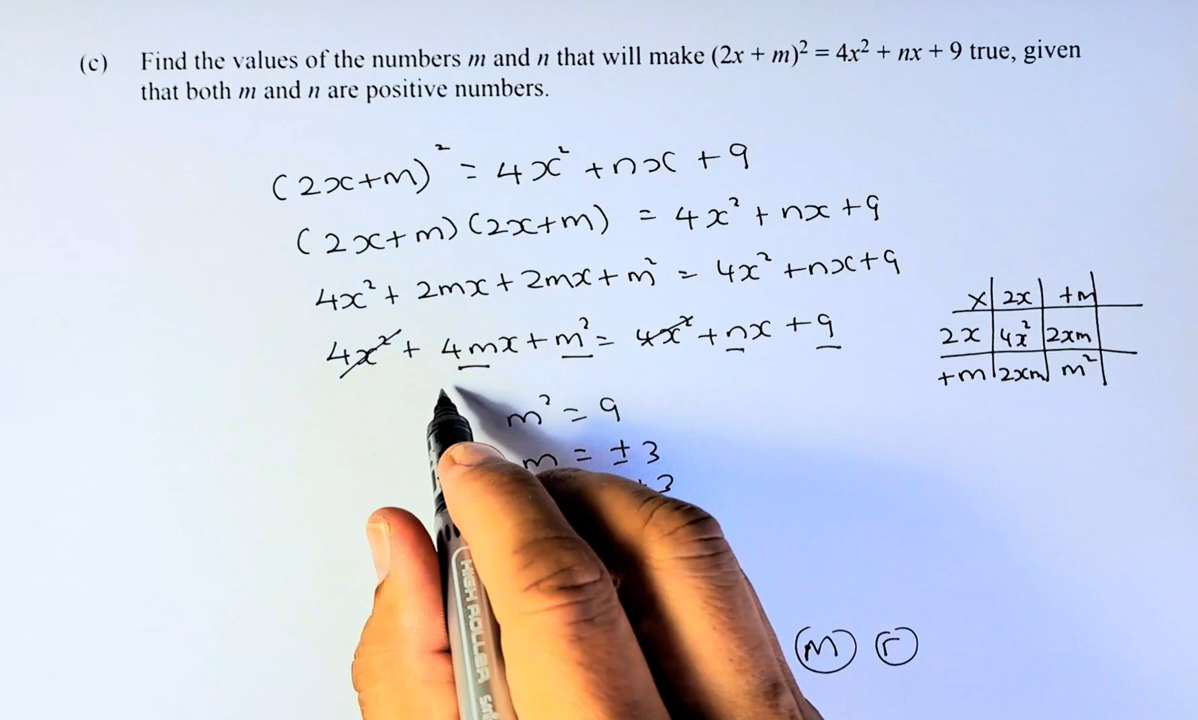 (c) Find the values of the numbers m and n that will make (2x + m)² = 4x² + nx + 9 true, given
that both m and n are positive numbers.
(2x+m)² = 4x² + nx + 9
(2x+m)(2x+m) = 4x² + nx + 9
4x² + 2mx + 2mx + m² = 4x² + nx + 9
4x² + 4mx + m² = 4x² + nx + 9
x 2x +m
2x 4x² 2xm
+m 2xm m²
m² = 9
m = ± 3
3
HIGH ROLLER
m r